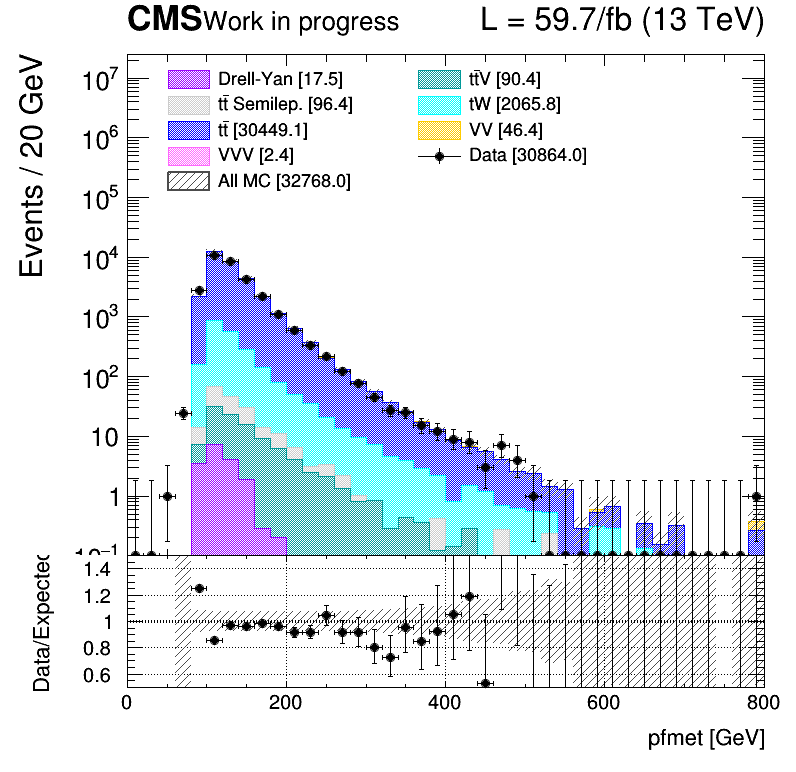 CMS Work in progress L = 59.7/fb (13 TeV)
Events / 20 GeV
Drell-Yan [17.5] tt̄V [90.4]
tt̄ Semilep. [96.4] tW [2065.8]
tt̄ [30449.1] VV [46.4]
VVV [2.4] Data [30864.0]
All MC [32768.0]
10⁷
10⁶
10⁵
10⁴
10³
10²
10
1
10⁻¹
Data/Expected
1.4
1.2
1
0.8
0.6
0 200 400 600 800
pfmet [GeV]